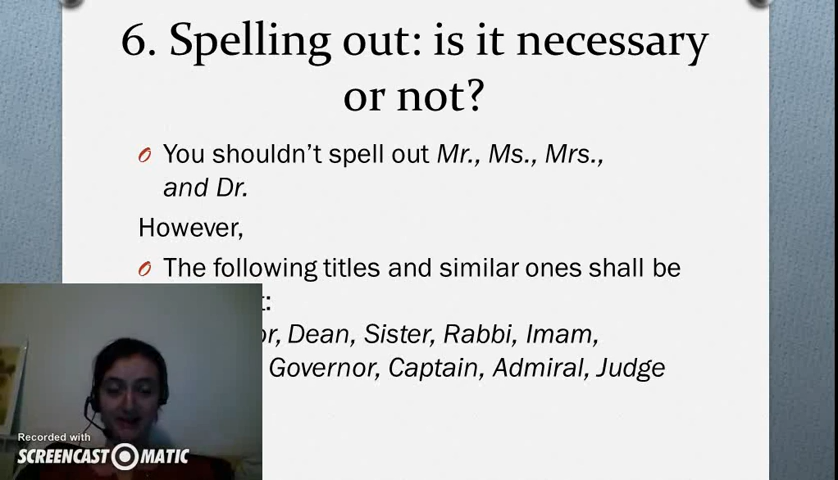 6. Spelling out: is it necessary
or not?
You shouldn't spell out Mr., Ms., Mrs.,
and Dr.
However,
The following titles and similar ones shall be
Dean, Sister, Rabbi, Imam,
Governor, Captain, Admiral, Judge
Recorded with
SCREENCAST MATIC